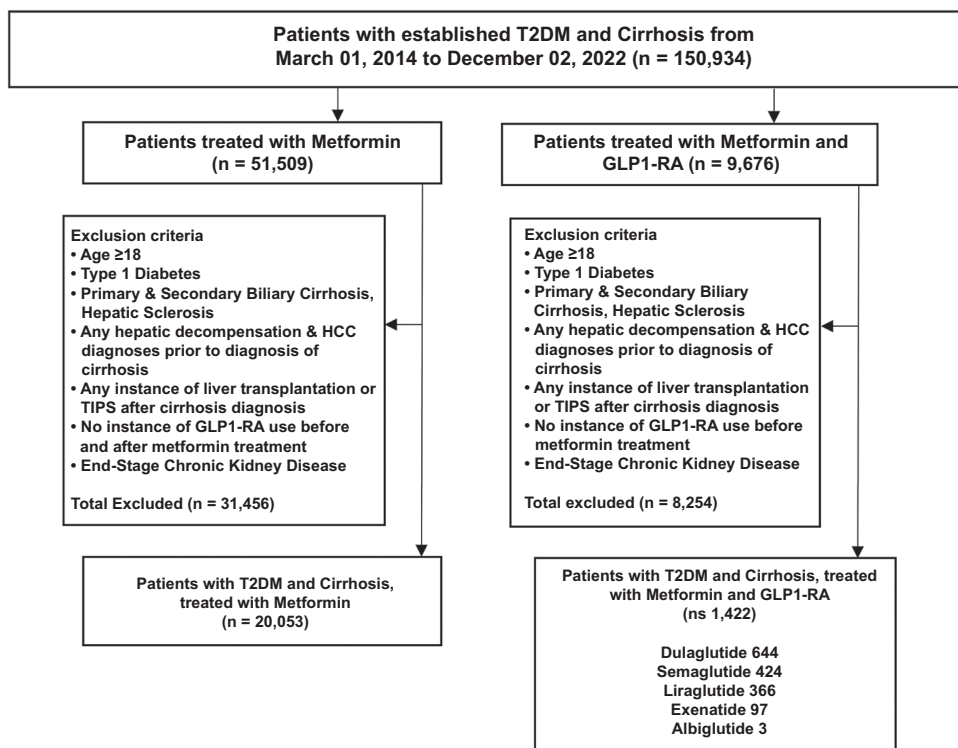 Patients with established T2DM and Cirrhosis from
March 01, 2014 to December 02, 2022 (n = 150,934)
Patients treated with Metformin
(n = 51,509)
Patients treated with Metformin and
GLP1-RA (n = 9,676)
Exclusion criteria
• Age ≥18
• Type 1 Diabetes
• Primary & Secondary Biliary Cirrhosis,
Hepatic Sclerosis
• Any hepatic decompensation & HCC
diagnoses prior to diagnosis of
cirrhosis
• Any instance of liver transplantation or
TIPS after cirrhosis diagnosis
• No instance of GLP1-RA use before
and after metformin treatment
• End-Stage Chronic Kidney Disease
Total Excluded (n = 31,456)
Exclusion criteria
• Age ≥18
• Type 1 Diabetes
• Primary & Secondary Biliary
Cirrhosis, Hepatic Sclerosis
• Any hepatic decompensation & HCC
diagnoses prior to diagnosis of
cirrhosis
• Any instance of liver transplantation
or TIPS after cirrhosis diagnosis
• No instance of GLP1-RA use before
metformin treatment
• End-Stage Chronic Kidney Disease
Total excluded (n = 8,254)
Patients with T2DM and Cirrhosis,
treated with Metformin
(n = 20,053)
Patients with T2DM and Cirrhosis, treated
with Metformin and GLP1-RA
(ns 1,422)
Dulaglutide 644
Semaglutide 424
Liraglutide 366
Exenatide 97
Albiglutide 3